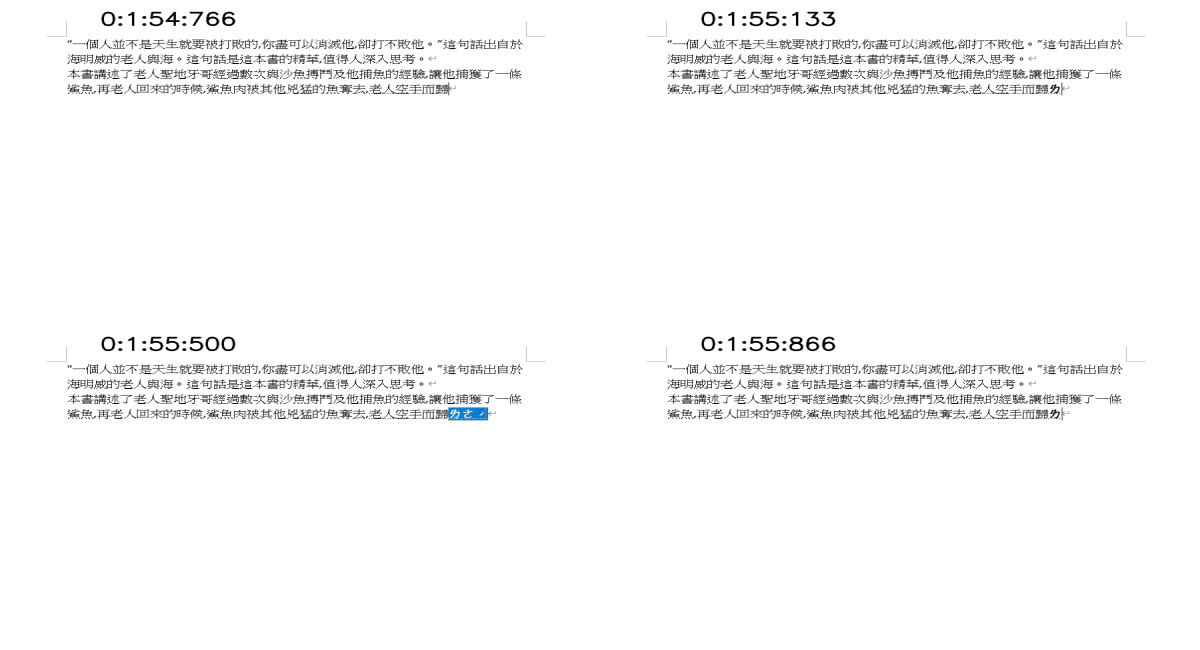 0:1:54:766
“一個人並不是天生就要被打敗的,你盡可以消滅他,卻打不敗他。”這句話出自於
海明威的老人與海。這句話是這本書的精華,值得人深入思考。
本書講述了老人聖地牙哥經過數次與沙魚搏鬥及他捕魚的經驗,讓他捕獲了一條
鯊魚,再老人回來的時候,鯊魚肉被其他兇猛的魚奪去,老人空手而歸
0:1:55:133
“一個人並不是天生就要被打敗的,你盡可以消滅他,卻打不敗他。”這句話出自於
海明威的老人與海。這句話是這本書的精華,值得人深入思考。
本書講述了老人聖地牙哥經過數次與沙魚搏鬥及他捕魚的經驗,讓他捕獲了一條
鯊魚,再老人回來的時候,鯊魚肉被其他兇猛的魚奪去,老人空手而歸ㄌ
0:1:55:500
“一個人並不是天生就要被打敗的,你盡可以消滅他,卻打不敗他。”這句話出自於
海明威的老人與海。這句話是這本書的精華,值得人深入思考。
本書講述了老人聖地牙哥經過數次與沙魚搏鬥及他捕魚的經驗,讓他捕獲了一條
鯊魚,再老人回來的時候,鯊魚肉被其他兇猛的魚奪去,老人空手而歸ㄌㄜˊ
0:1:55:866
“一個人並不是天生就要被打敗的,你盡可以消滅他,卻打不敗他。”這句話出自於
海明威的老人與海。這句話是這本書的精華,值得人深入思考。
本書講述了老人聖地牙哥經過數次與沙魚搏鬥及他捕魚的經驗,讓他捕獲了一條
鯊魚,再老人回來的時候,鯊魚肉被其他兇猛的魚奪去,老人空手而歸ㄌ